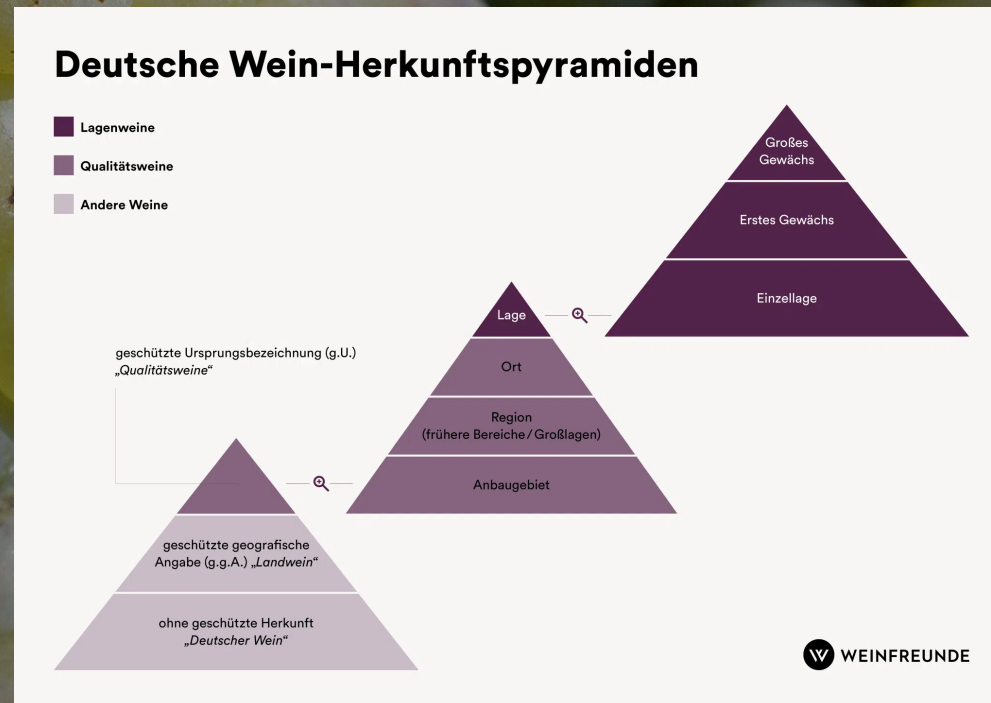 Deutsche Wein-Herkunftspyramiden
Lagenweine
Qualitätsweine
Andere Weine
Großes
Gewächs
Erstes Gewächs
Einzellage
Lage
Ort
Region
(frühere Bereiche/Großlagen)
Anbaugebiet
geschützte Ursprungsbezeichnung (g.U.)
„Qualitätsweine“
geschützte geografische
Angabe (g.g.A.) „Landwein“
ohne geschützte Herkunft
„Deutscher Wein“
WEINFREUNDE